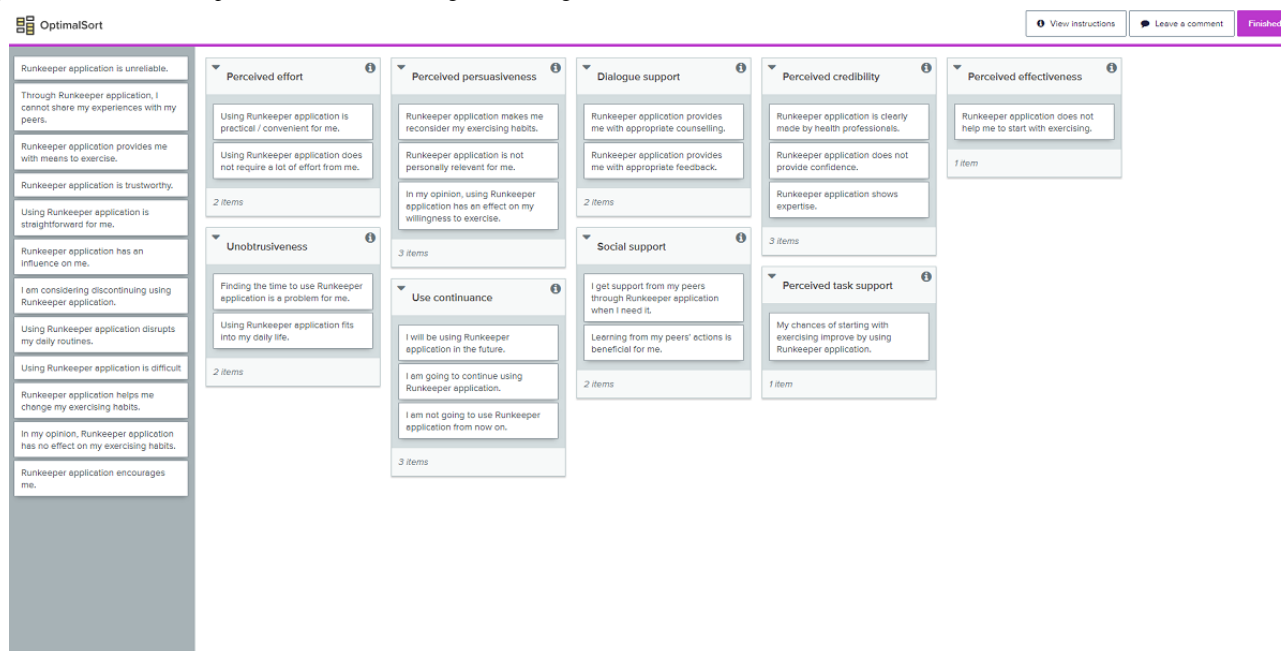 OptimalSort
View instructions
Leave a comment
Finished
Runkeeper application is unreliable.
Through Runkeeper application, I
cannot share my experiences with my
peers.
Runkeeper application provides me
with means to exercise.
Runkeeper application is trustworthy.
Using Runkeeper application is
straightforward for me.
Runkeeper application has an
influence on me.
I am considering discontinuing using
Runkeeper application.
Using Runkeeper application disrupts
my daily routines.
Using Runkeeper application is difficult
Runkeeper application helps me
change my exercising habits.
In my opinion, Runkeeper application
has no effect on my exercising habits.
Runkeeper application encourages
me.
Perceived effort
Using Runkeeper application is
practical / convenient for me.
Using Runkeeper application does
not require a lot of effort from me.
2 items
Unobtrusiveness
Finding the time to use Runkeeper
application is a problem for me.
Using Runkeeper application fits
into my daily life.
2 items
Perceived persuasiveness
Runkeeper application makes me
reconsider my exercising habits.
Runkeeper application is not
personally relevant for me.
In my opinion, using Runkeeper
application has an effect on my
willingness to exercise.
3 items
Use continuance
I will be using Runkeeper
application in the future.
I am going to continue using
Runkeeper application.
I am not going to use Runkeeper
application from now on.
3 items
Dialogue support
Runkeeper application provides
me with appropriate counselling.
Runkeeper application provides
me with appropriate feedback.
2 items
Social support
I get support from my peers
through Runkeeper application
when I need it.
Learning from my peers' actions is
beneficial for me.
2 items
Perceived credibility
Runkeeper application is clearly
made by health professionals.
Runkeeper application does not
provide confidence.
Runkeeper application shows
expertise.
3 items
Perceived task support
My chances of starting with
exercising improve by using
Runkeeper application.
1 item
Perceived effectiveness
Runkeeper application does not
help me to start with exercising.
1 item